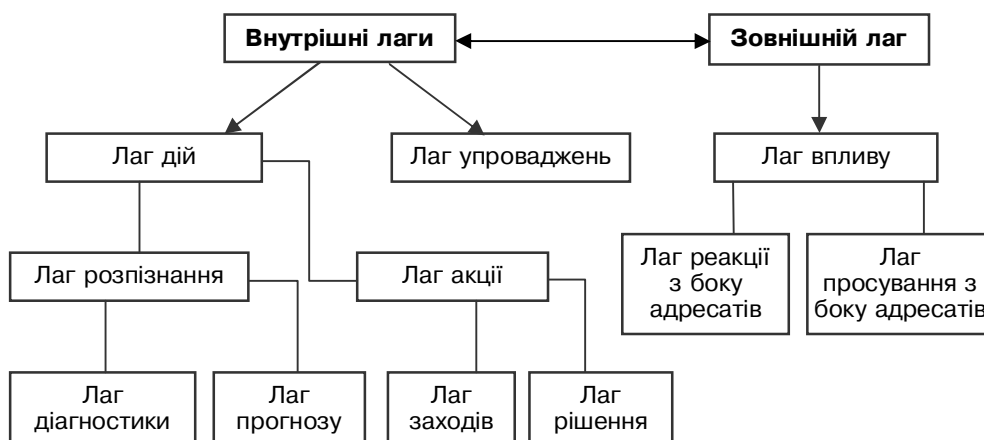 Внутрішні лаги
Зовнішній лаг
Лаг дій
Лаг упроваджень
Лаг впливу
Лаг розпізнання
Лаг акції
Лаг реакції
з боку
адресатів
Лаг
просування з
боку адресатів
Лаг
діагностики
Лаг
прогнозу
Лаг
заходів
Лаг
рішення